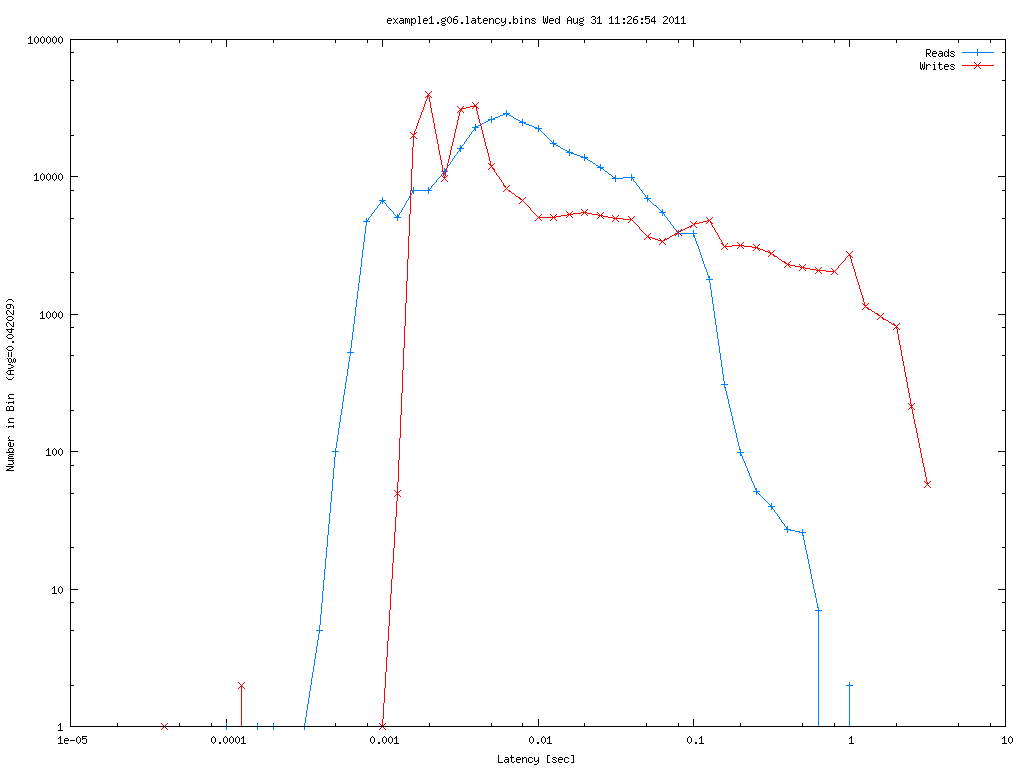 example1.g06.latency.bins Wed Aug 31 11:26:54 2011
100000
10000
1000
100
10
1
Reads
Writes
Number in Bin (Avg=0.042029)
1e-05 0.0001 0.001 0.01 0.1 1 10
Latency [sec]